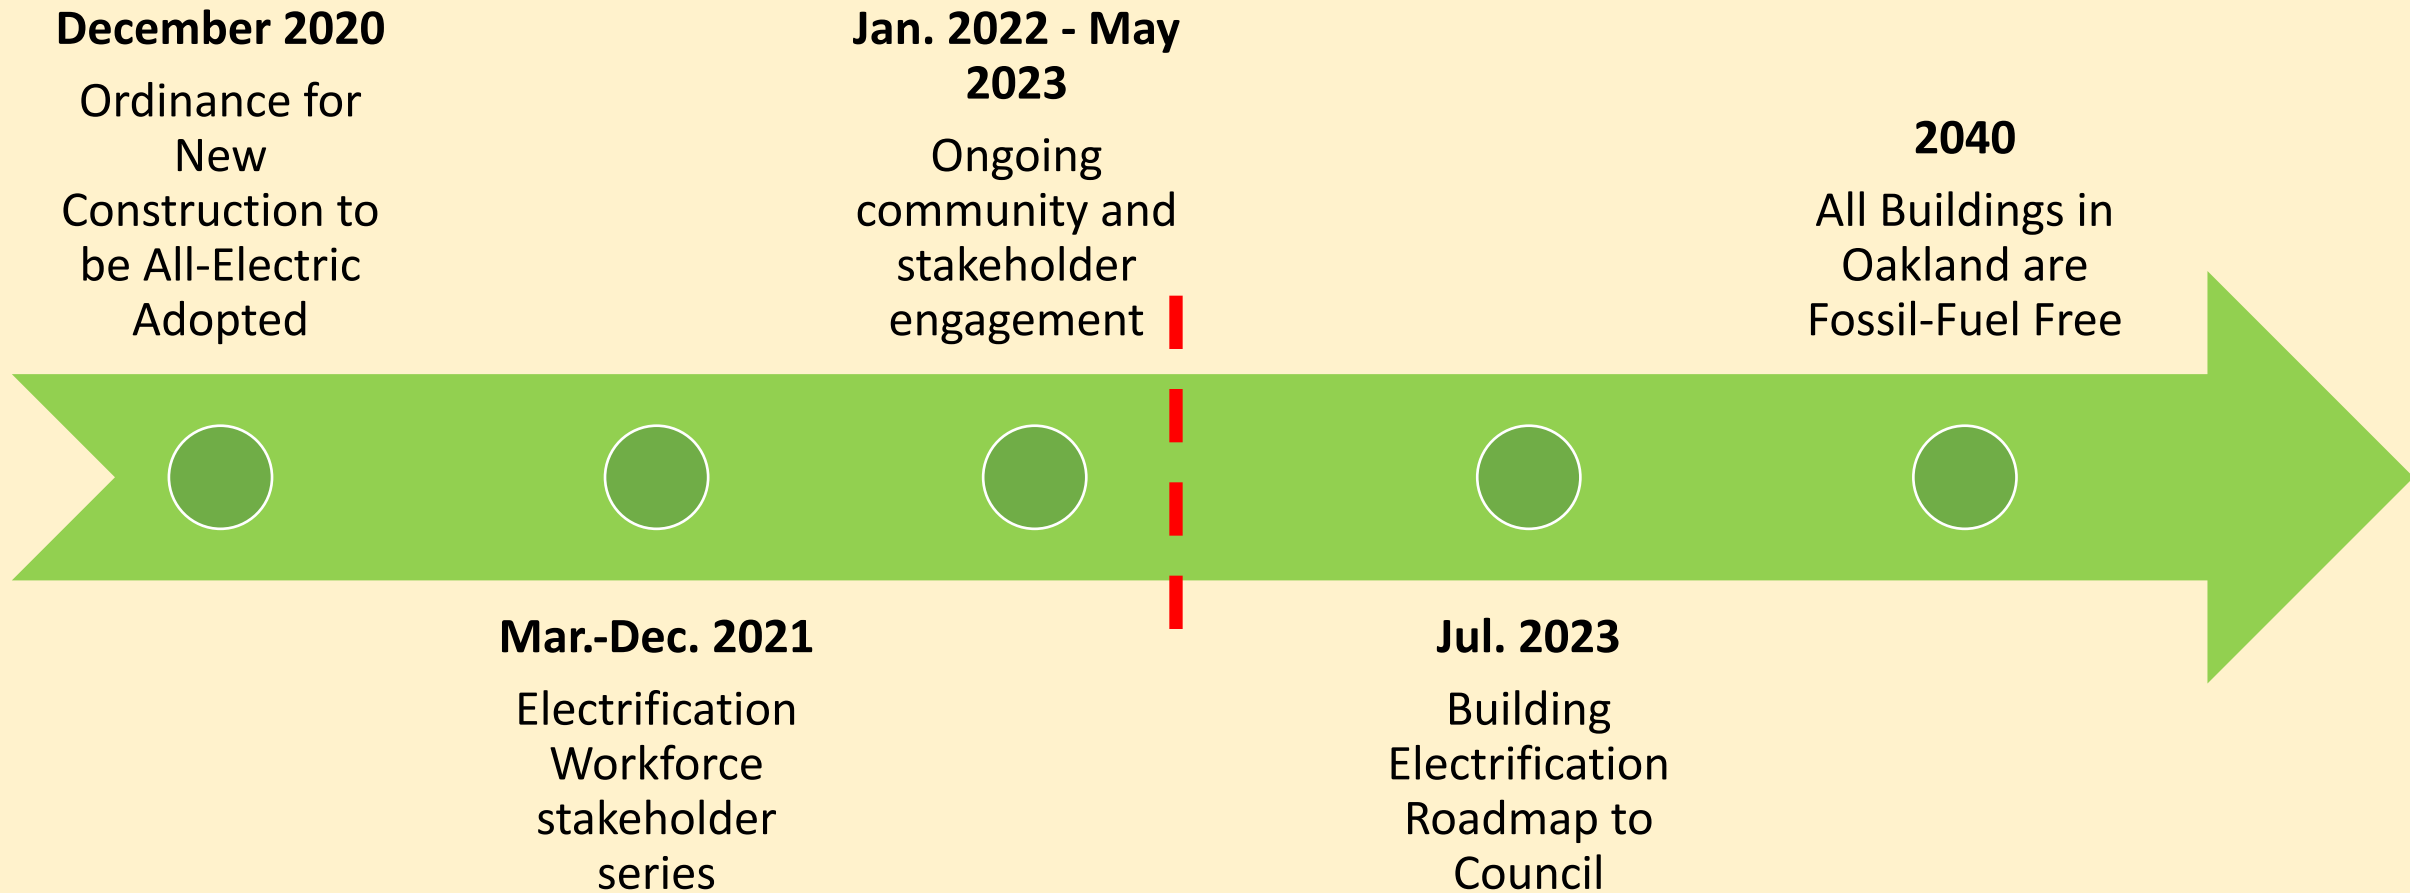 December 2020
Ordinance for
New
Construction to
be All-Electric
Adopted
Mar.-Dec. 2021
Electrification
Workforce
stakeholder
series
Jan. 2022 - May
2023
Ongoing
community and
stakeholder
engagement
Jul. 2023
Building
Electrification
Roadmap to
Council
2040
All Buildings in
Oakland are
Fossil-Fuel Free